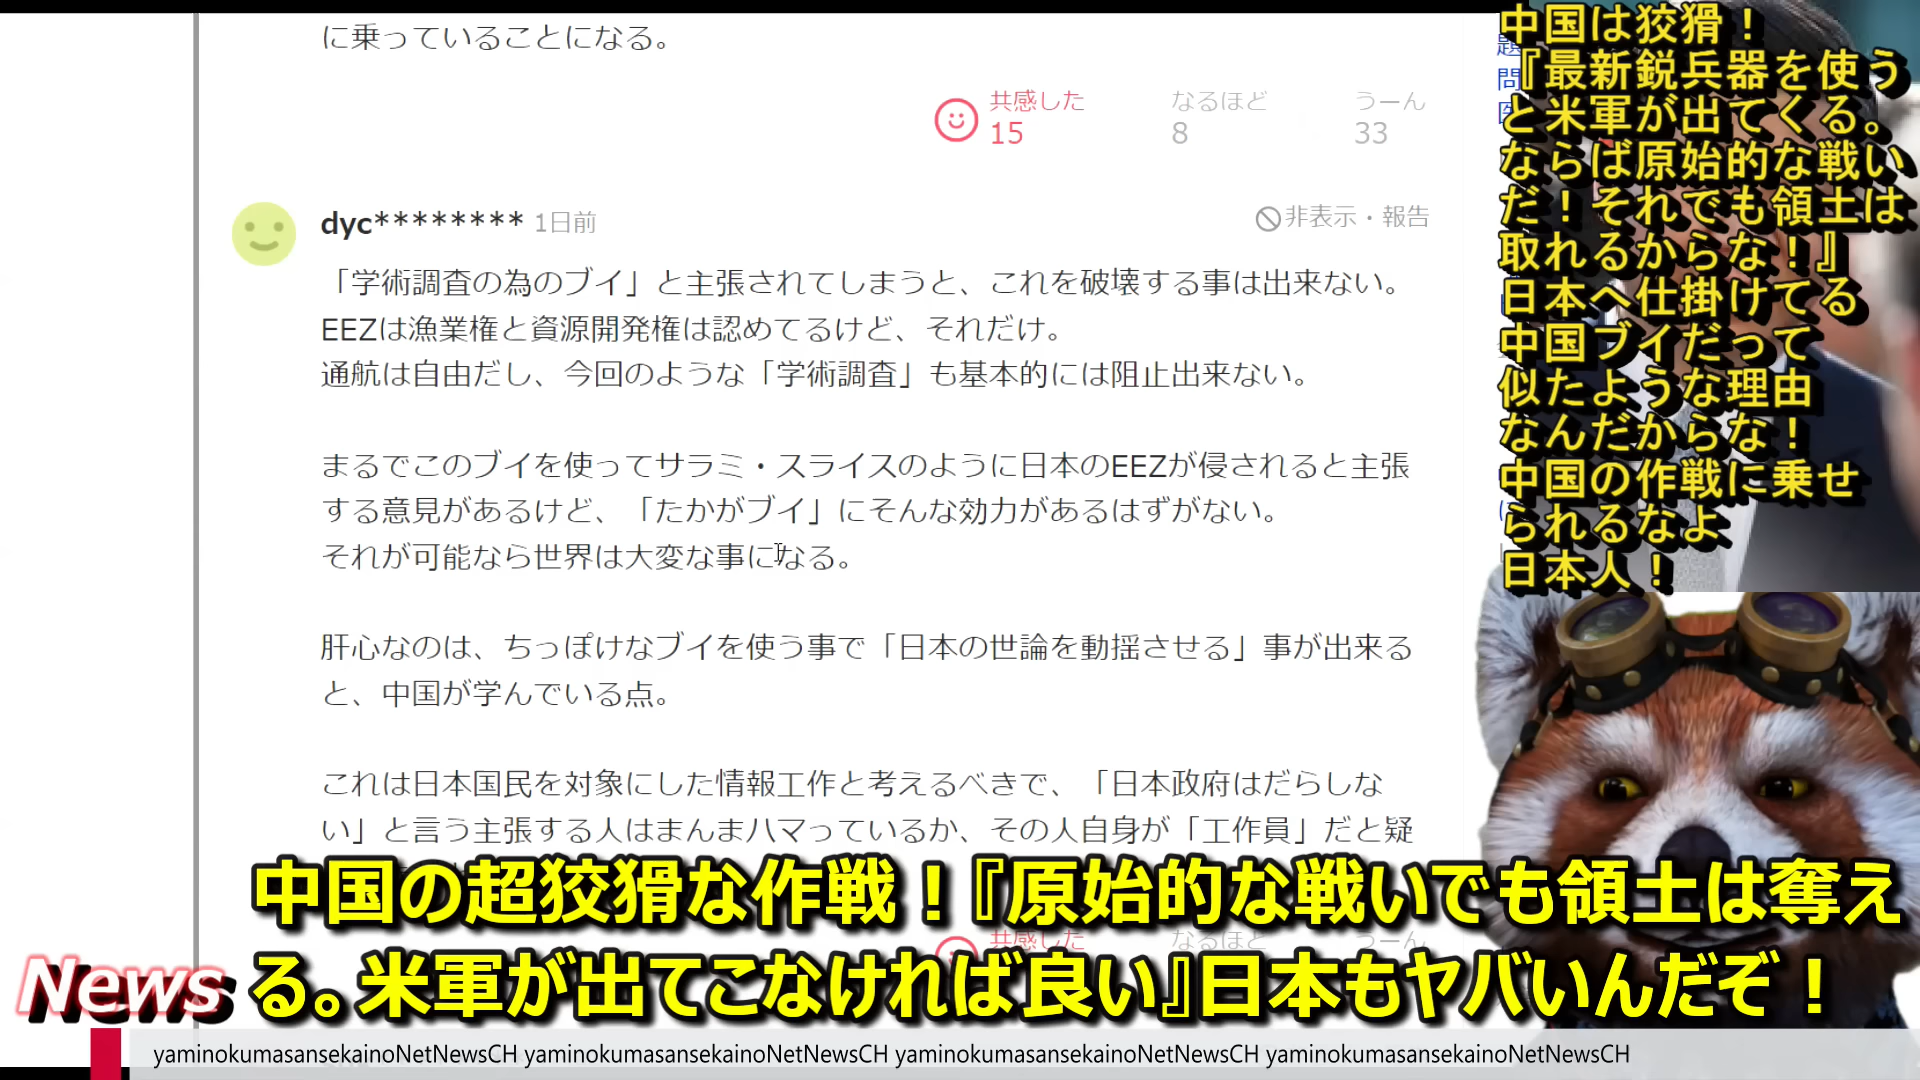 に乗っていることになる。
共感した
15
なるほど
8
うーん
33
dyc******** 1日前
非表示・報告
「学術調査の為のブイ」と主張されてしまうと、これを破壊する事は出来ない。
EEZは漁業権と資源開発権は認めてるけど、それだけ。
通航は自由だし、今回のような「学術調査」も基本的には阻止出来ない。
まるでこのブイを使ってサラミ・スライスのように日本のEEZが侵されると主張
する意見があるけど、「たかがブイ」にそんな効力があるはずがない。
それが可能なら世界は大変な事になる。
肝心なのは、ちっぽけなブイを使う事で「日本の世論を動揺させる」事が出来る
と、中国が学んでいる点。
これは日本国民を対象にした情報工作と考えるべきで、「日本政府はだらしな
い」と言う主張する人はまんまハマっているか、その人自身が「工作員」だと疑
共感した
なるほど
うーん
中国は狡猾！
『最新鋭兵器を使う
と米軍が出てくる。
ならば原始的な戦い
だ！それでも領土は
取れるからな！』
日本へ仕掛けてる
中国ブイだって
似たような理由
なんだからな！
中国の作戦に乗せ
られるなよ
日本人！
中国の超狡猾な作戦！『原始的な戦いでも領土は奪え
る。米軍が出てこなければ良い』日本もヤバいんだぞ！
News
yaminokumasansekainoNetNewsCH yaminokumasansekainoNetNewsCH yaminokumasansekainoNetNewsCH yaminokumasansekainoNetNewsCH